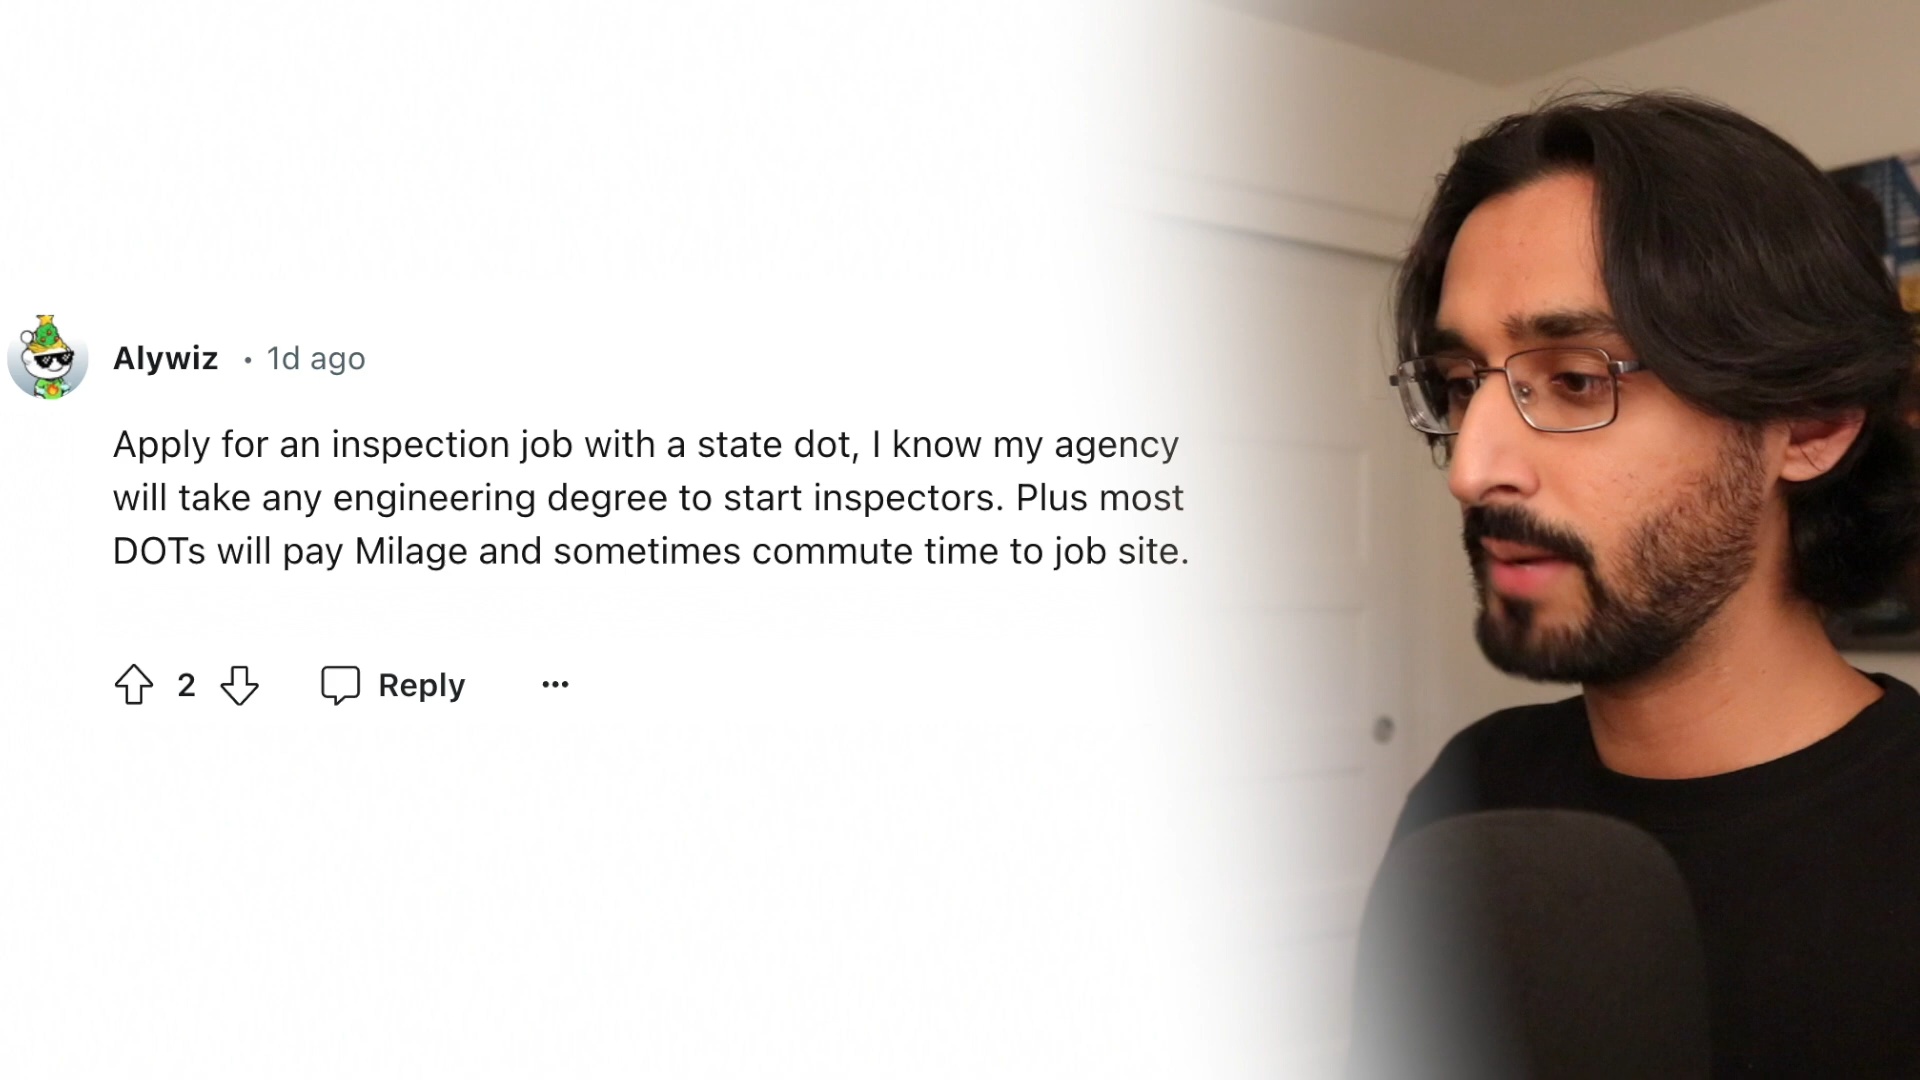 Alywiz • 1d ago
Apply for an inspection job with a state dot, I know my agency
will take any engineering degree to start inspectors. Plus most
DOTs will pay Milage and sometimes commute time to job site.
2 Reply ...